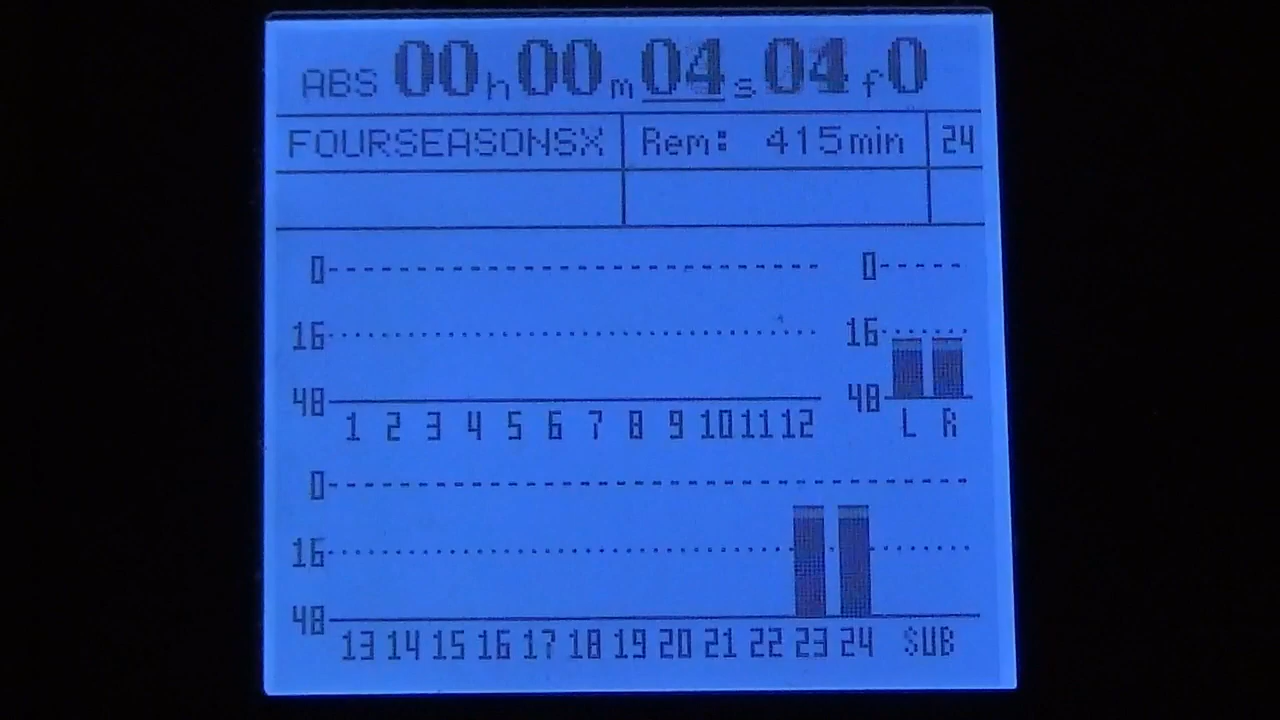 ABS 00h00m04s04f0
FOURSEASONSX Rem: 415min 24
0 0
16 16
48 48
1 2 3 4 5 6 7 8 9 10 11 12 L R
0
16
48
13 14 15 16 17 18 19 20 21 22 23 24 SUB